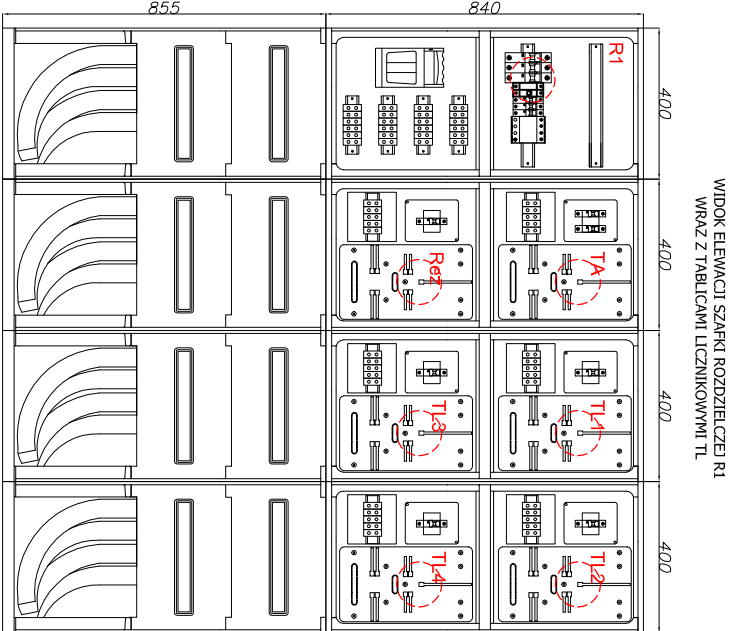 WIDOK ELEWACJI SZAFKI ROZDZIELCZEJ R1
WRAZ Z TABLICAMI LICZNIKOWYMI TL
400
400
400
400
855
840
R1
TA
TL1
TL2
Rez
TL3
TL4